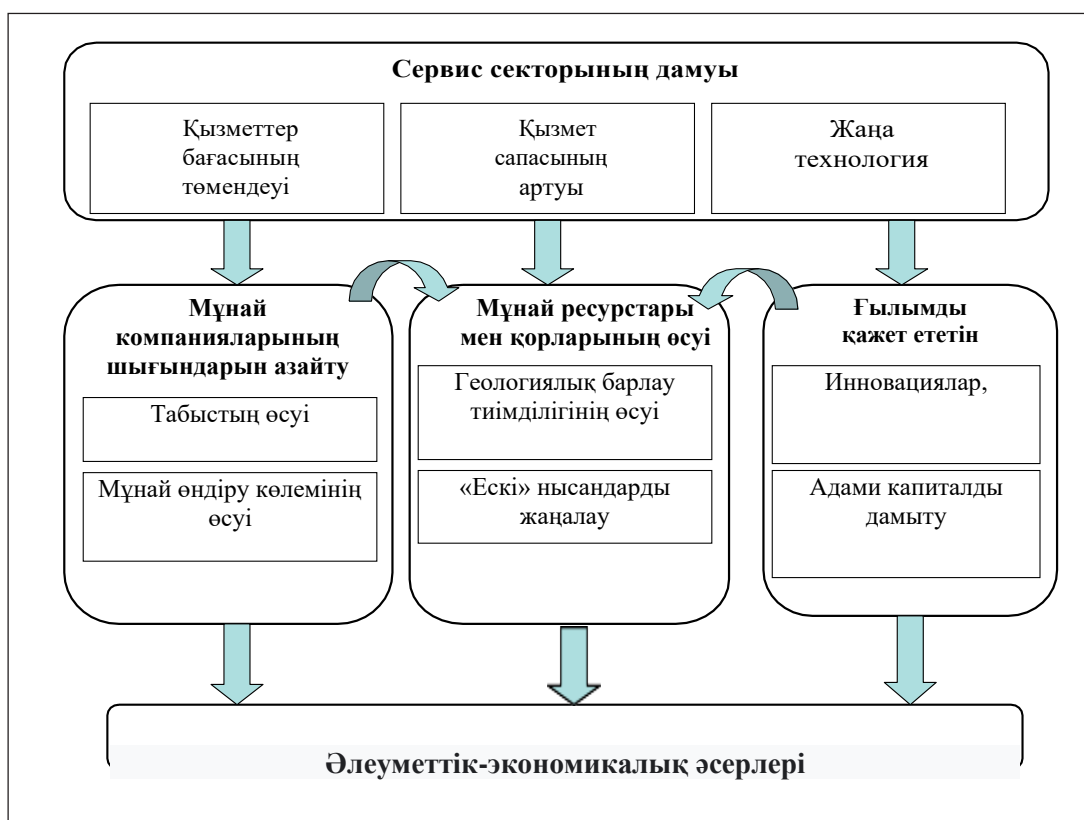 Сервис секторының дамуы
Қызметтер
бағасының
төмендеуі
Қызмет
сапасының
артуы
Жаңа
технология
Мұнай
компанияларының
шығындарын азайту
Табыстың өсуі
Мұнай өндіру көлемінің
өсуі
Мұнай ресурстары
мен қорларының өсуі
Геологиялық барлау
тиімділігінің өсуі
«Ескі» нысандарды
жаңалау
Ғылымды
қажет ететін
Инновациялар,
Адами капиталды
дамыту
Әлеуметтік-экономикалық әсерлері